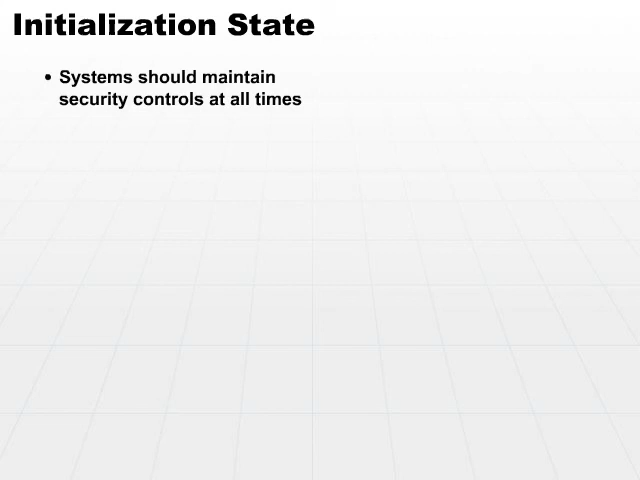 Initialization State
• Systems should maintain
security controls at all times